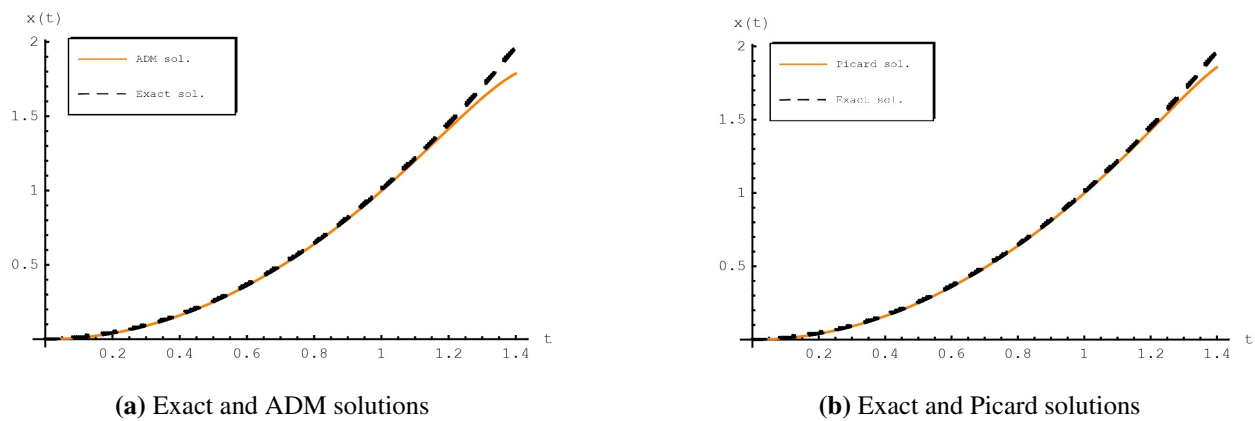 x(t)
2
ADM sol.
Exact sol.
1.5
1
0.5
0.2 0.4 0.6 0.8 1 1.2 1.4 t
(a) Exact and ADM solutions
x(t)
2
Picard sol.
Exact sol.
1.5
1
0.5
0.2 0.4 0.6 0.8 1 1.2 1.4 t
(b) Exact and Picard solutions